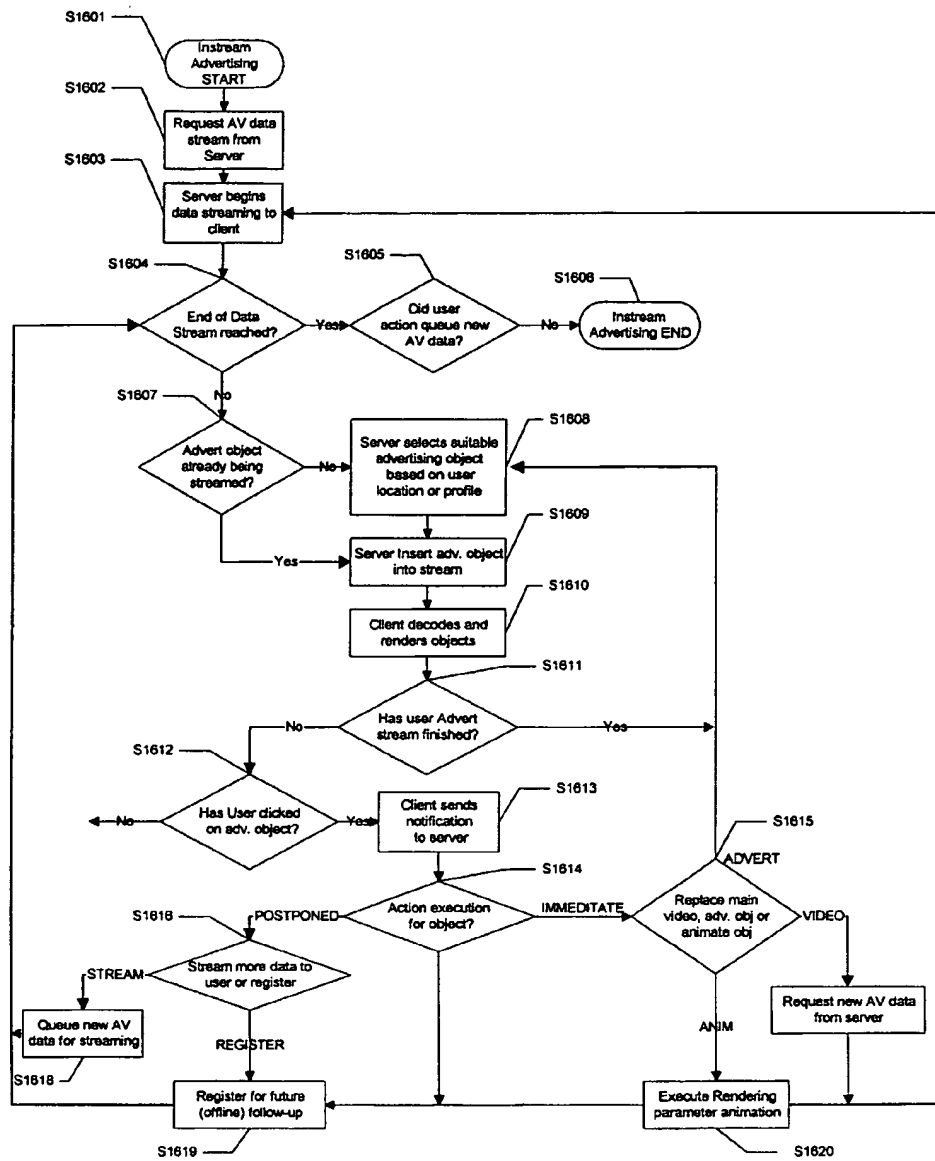 S1601
Instream
Advertising
START
S1602
Request AV data
stream from
Server
S1603
Server begins
data streaming to
client
S1604
End of Data
Stream reached?
Yes
S1605
Did user
action queue new
AV data?
No
S1606
Instream
Advertising END
No
S1607
Advert object
already being
streamed?
No
S1608
Server selects suitable
advertising object
based on user
location or profile
Yes
S1609
Server Insert adv. object
into stream
S1610
Client decodes and
renders objects
S1611
Has user Advert
stream finished?
No
Yes
S1612
Has User clicked
on adv. object?
No
Yes
S1613
Client sends
notification
to server
S1614
Action execution
for object?
POSTPONED
IMMEDITATE
S1615
ADVERT
Replace main
video, adv. obj or
animate obj
VIDEO
S1616
Stream more data to
user or register
STREAM
Request new AV data
from server
ANIM
Queue new AV
data for streaming
REGISTER
S1618
Register for future
(offline) follow-up
S1619
Execute Rendering
parameter animation
S1620